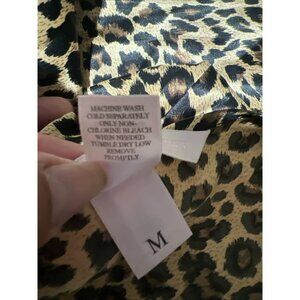 MACHINE WASH
COLD SEPARATELY
ONLY NON-
CHLORINE BLEACH
WHEN NEEDED
TUMBLE DRY LOW
REMOVE
PROMPTLY
M